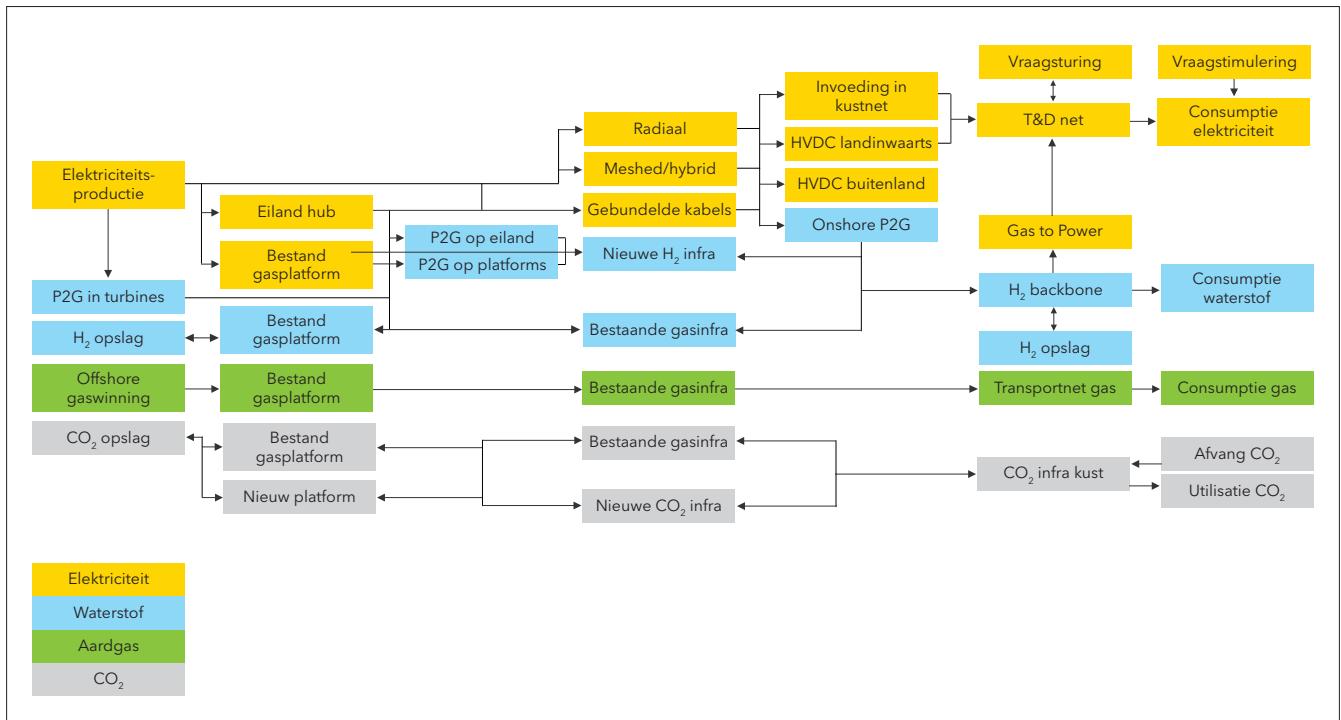 Vraagsturing
Vraagstimulering
Invoeding in
kustnet
Radiaal
T&D net
Consumptie
elektriciteit
HVDC landinwaarts
Meshed/hybrid
Elektriciteits-
productie
HVDC buitenland
Eiland hub
Gebundelde kabels
Onshore P2G
P2G op eiland
Gas to Power
Bestand
gasplatform
P2G op platforms
Nieuwe H₂ infra
P2G in turbines
H₂ backbone
Consumptie
waterstof
H₂ opslag
Bestand
gasplatform
Bestaande gasinfra
H₂ opslag
Offshore
gaswinning
Bestand
gasplatform
Bestaande gasinfra
Transportnet gas
Consumptie gas
CO₂ opslag
Bestand
gasplatform
Bestaande gasinfra
Afvang CO₂
CO₂ infra kust
Nieuw platform
Nieuwe CO₂ infra
Utilisatie CO₂
Elektriciteit
Waterstof
Aardgas
CO₂